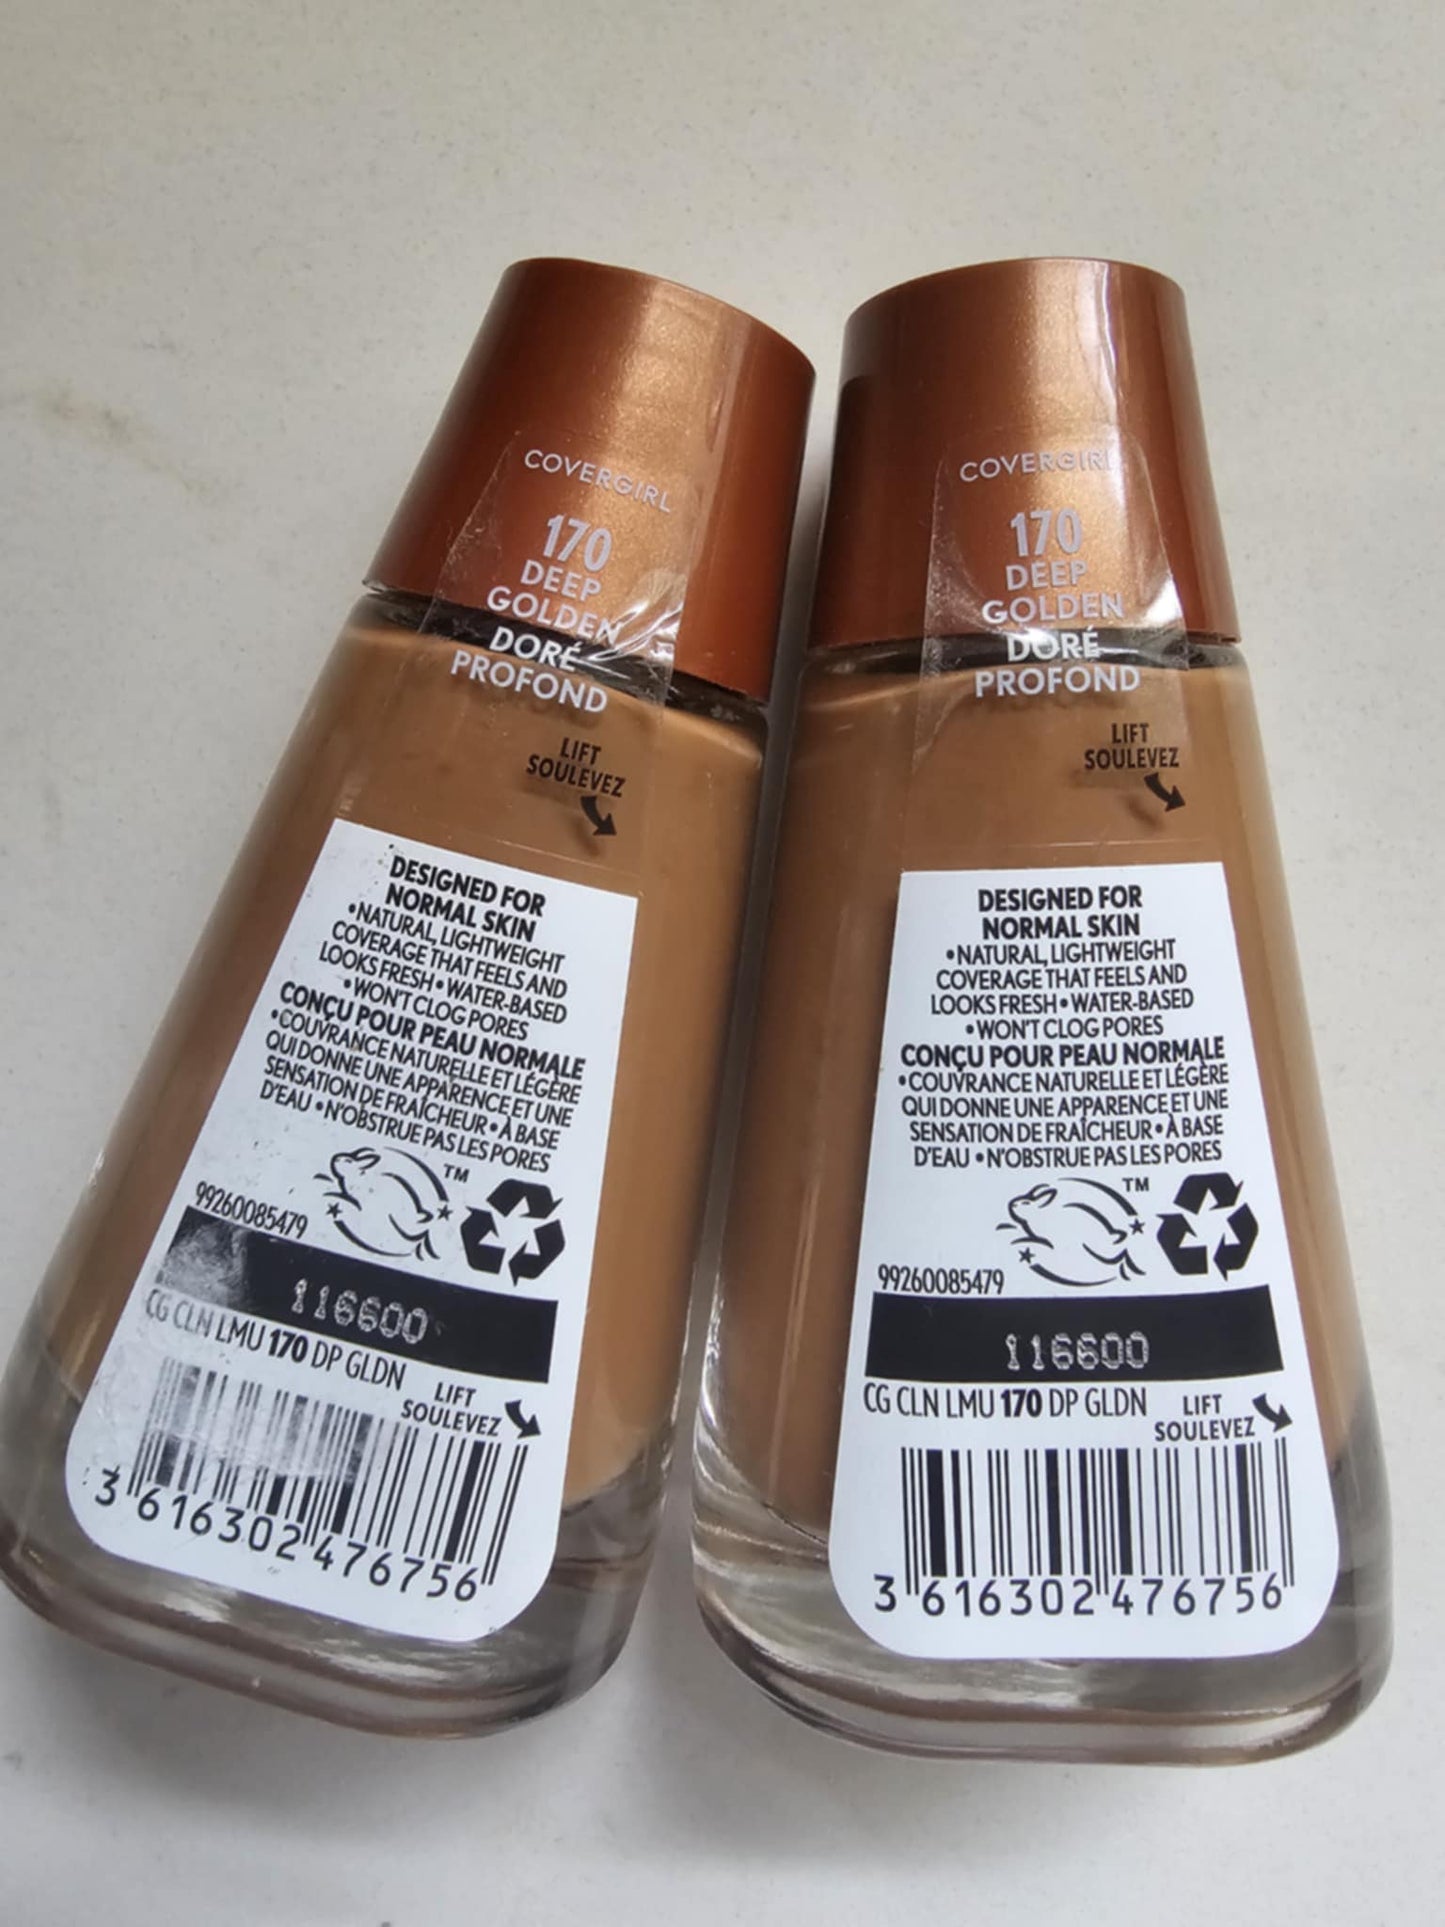 COVERGIRL
170
DEEP
GOLDEN
DORÉ
PROFOND
LIFT
SOULEVEZ
DESIGNED FOR
NORMAL SKIN
•NATURAL, LIGHTWEIGHT
COVERAGE THAT FEELS AND
LOOKS FRESH • WATER-BASED
•WON'T CLOG PORES
CONÇU POUR PEAU NORMALE
•COUVRANCE NATURELLE ET LÉGÈRE
QUI DONNE UNE APPARENCE ET UNE
SENSATION DE FRAÎCHEUR • À BASE
D'EAU • N'OBSTRUE PAS LES PORES
TM
99260085479
116600
CG CLN LMU 170 DP GLDN
LIFT
SOULEVEZ
3 616302 476756
COVERGIRL
170
DEEP
GOLDEN
DORÉ
PROFOND
LIFT
SOULEVEZ
DESIGNED FOR
NORMAL SKIN
•NATURAL, LIGHTWEIGHT
COVERAGE THAT FEELS AND
LOOKS FRESH • WATER-BASED
•WON'T CLOG PORES
CONÇU POUR PEAU NORMALE
•COUVRANCE NATURELLE ET LÉGÈRE
QUI DONNE UNE APPARENCE ET UNE
SENSATION DE FRAÎCHEUR • À BASE
D'EAU • N'OBSTRUE PAS LES PORES
TM
99260085479
116600
CG CLN LMU 170 DP GLDN
LIFT
SOULEVEZ
3 616302 476756